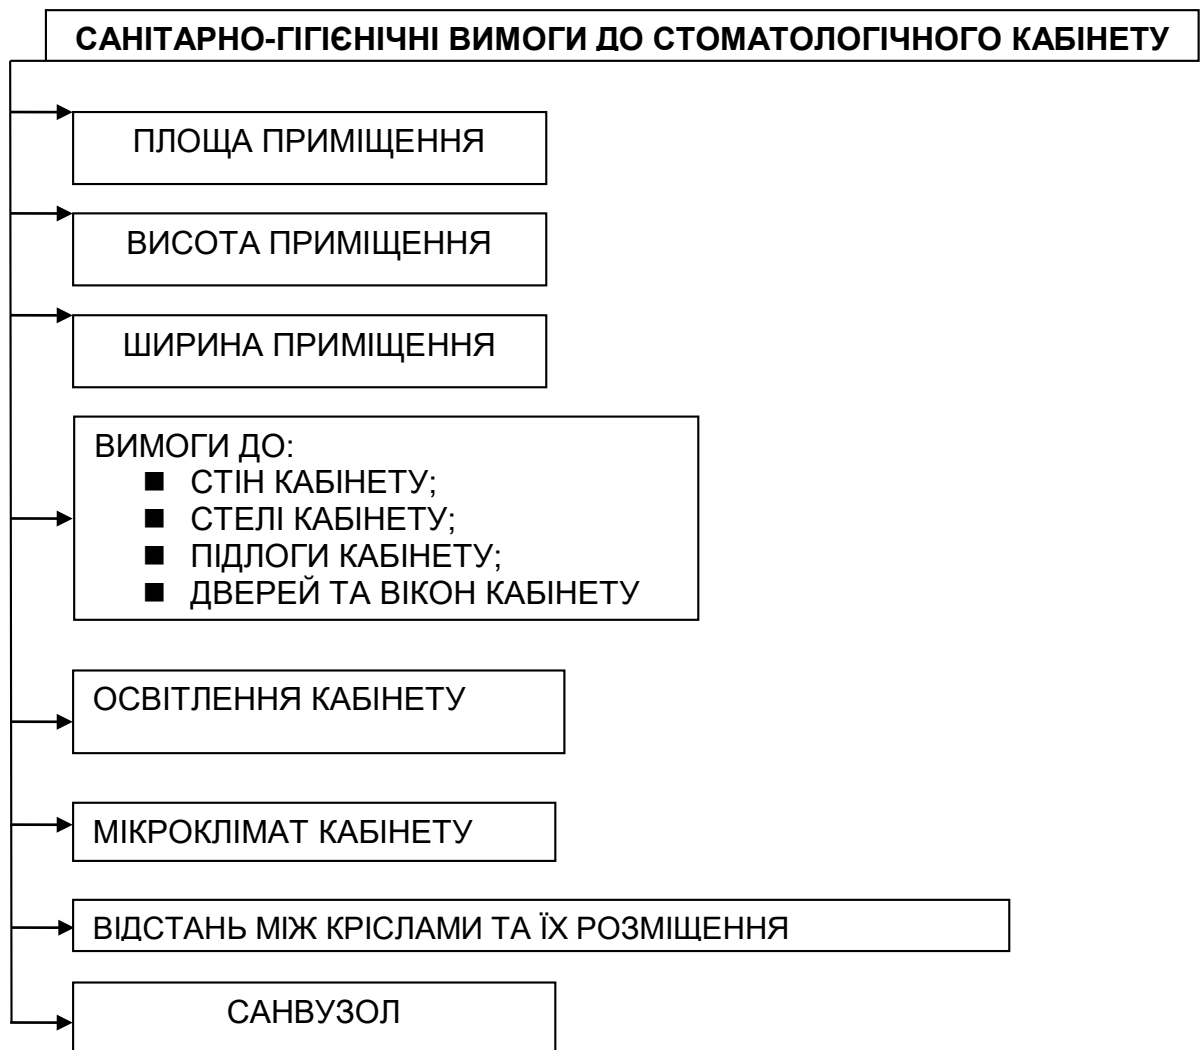 САНІТАРНО-ГІГІЄНІЧНІ ВИМОГИ ДО СТОМАТОЛОГІЧНОГО КАБІНЕТУ
ПЛОЩА ПРИМІЩЕННЯ
ВИСОТА ПРИМІЩЕННЯ
ШИРИНА ПРИМІЩЕННЯ
ВИМОГИ ДО:
■ СТІН КАБІНЕТУ;
■ СТЕЛІ КАБІНЕТУ;
■ ПІДЛОГИ КАБІНЕТУ;
■ ДВЕРЕЙ ТА ВІКОН КАБІНЕТУ
ОСВІТЛЕННЯ КАБІНЕТУ
МІКРОКЛІМАТ КАБІНЕТУ
ВІДСТАНЬ МІЖ КРІСЛАМИ ТА ЇХ РОЗМІЩЕННЯ
САНВУЗОЛ